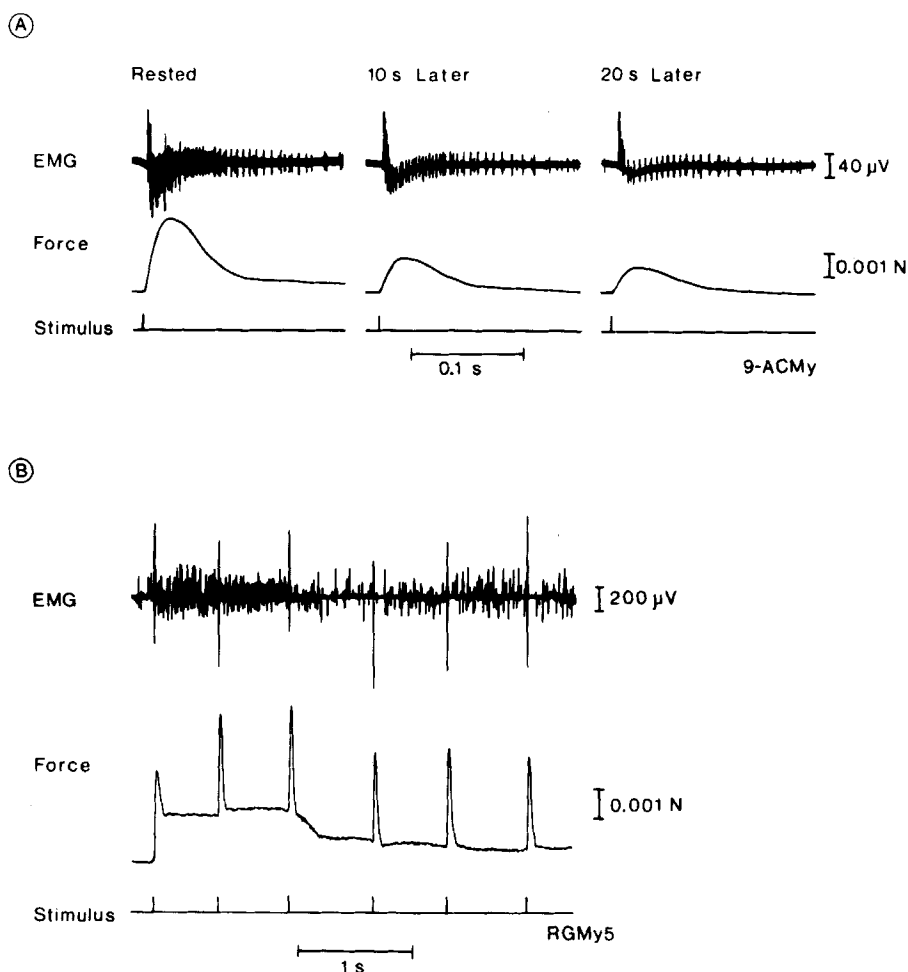 A
Rested 10 s Later 20 s Later
EMG 40 µV
Force 0.001 N
Stimulus
0.1 s
9-ACMy
B
EMG 200 µV
Force 0.001 N
Stimulus
RGMy5
1 s